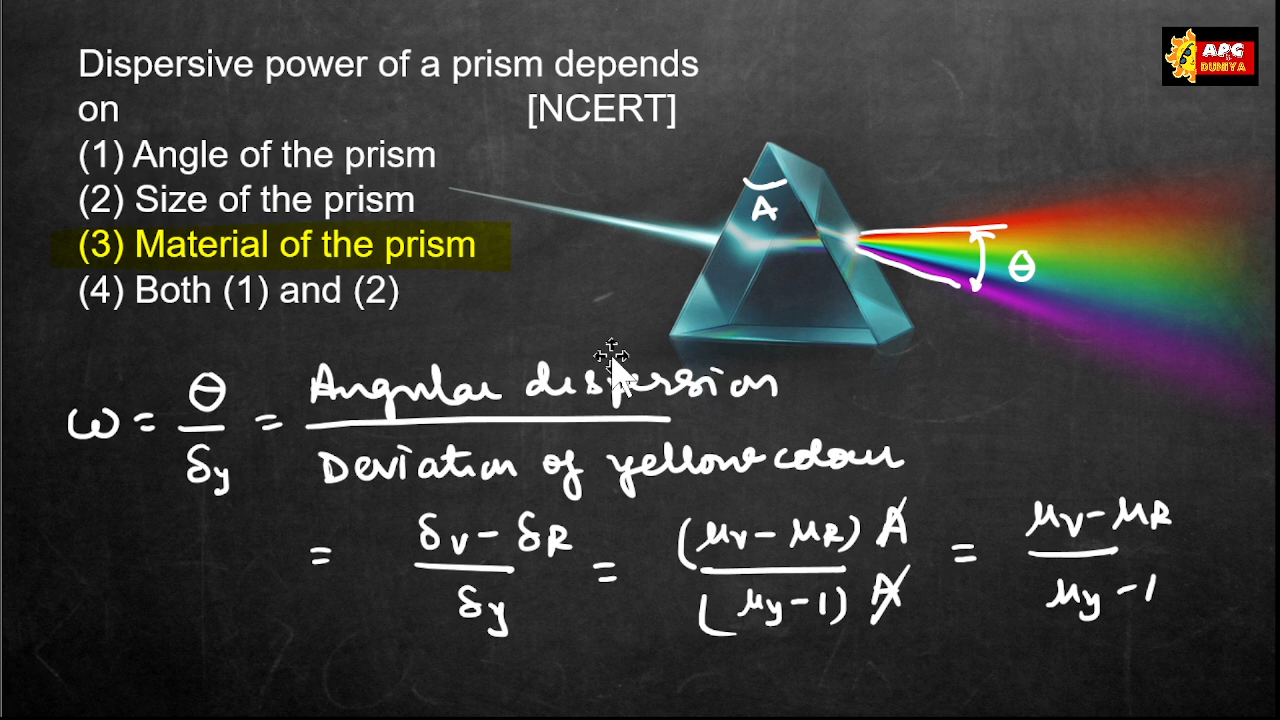 Dispersive power of a prism depends
on [NCERT]
(1) Angle of the prism
(2) Size of the prism
(3) Material of the prism
(4) Both (1) and (2)
APG
DUNIYA
A
θ
ω = θ / δy = Angular dispersion / Deviation of yellow colour
= δv - δR / δy = (μv - μR) A / (μy - 1) A = μv - μR / μy - 1